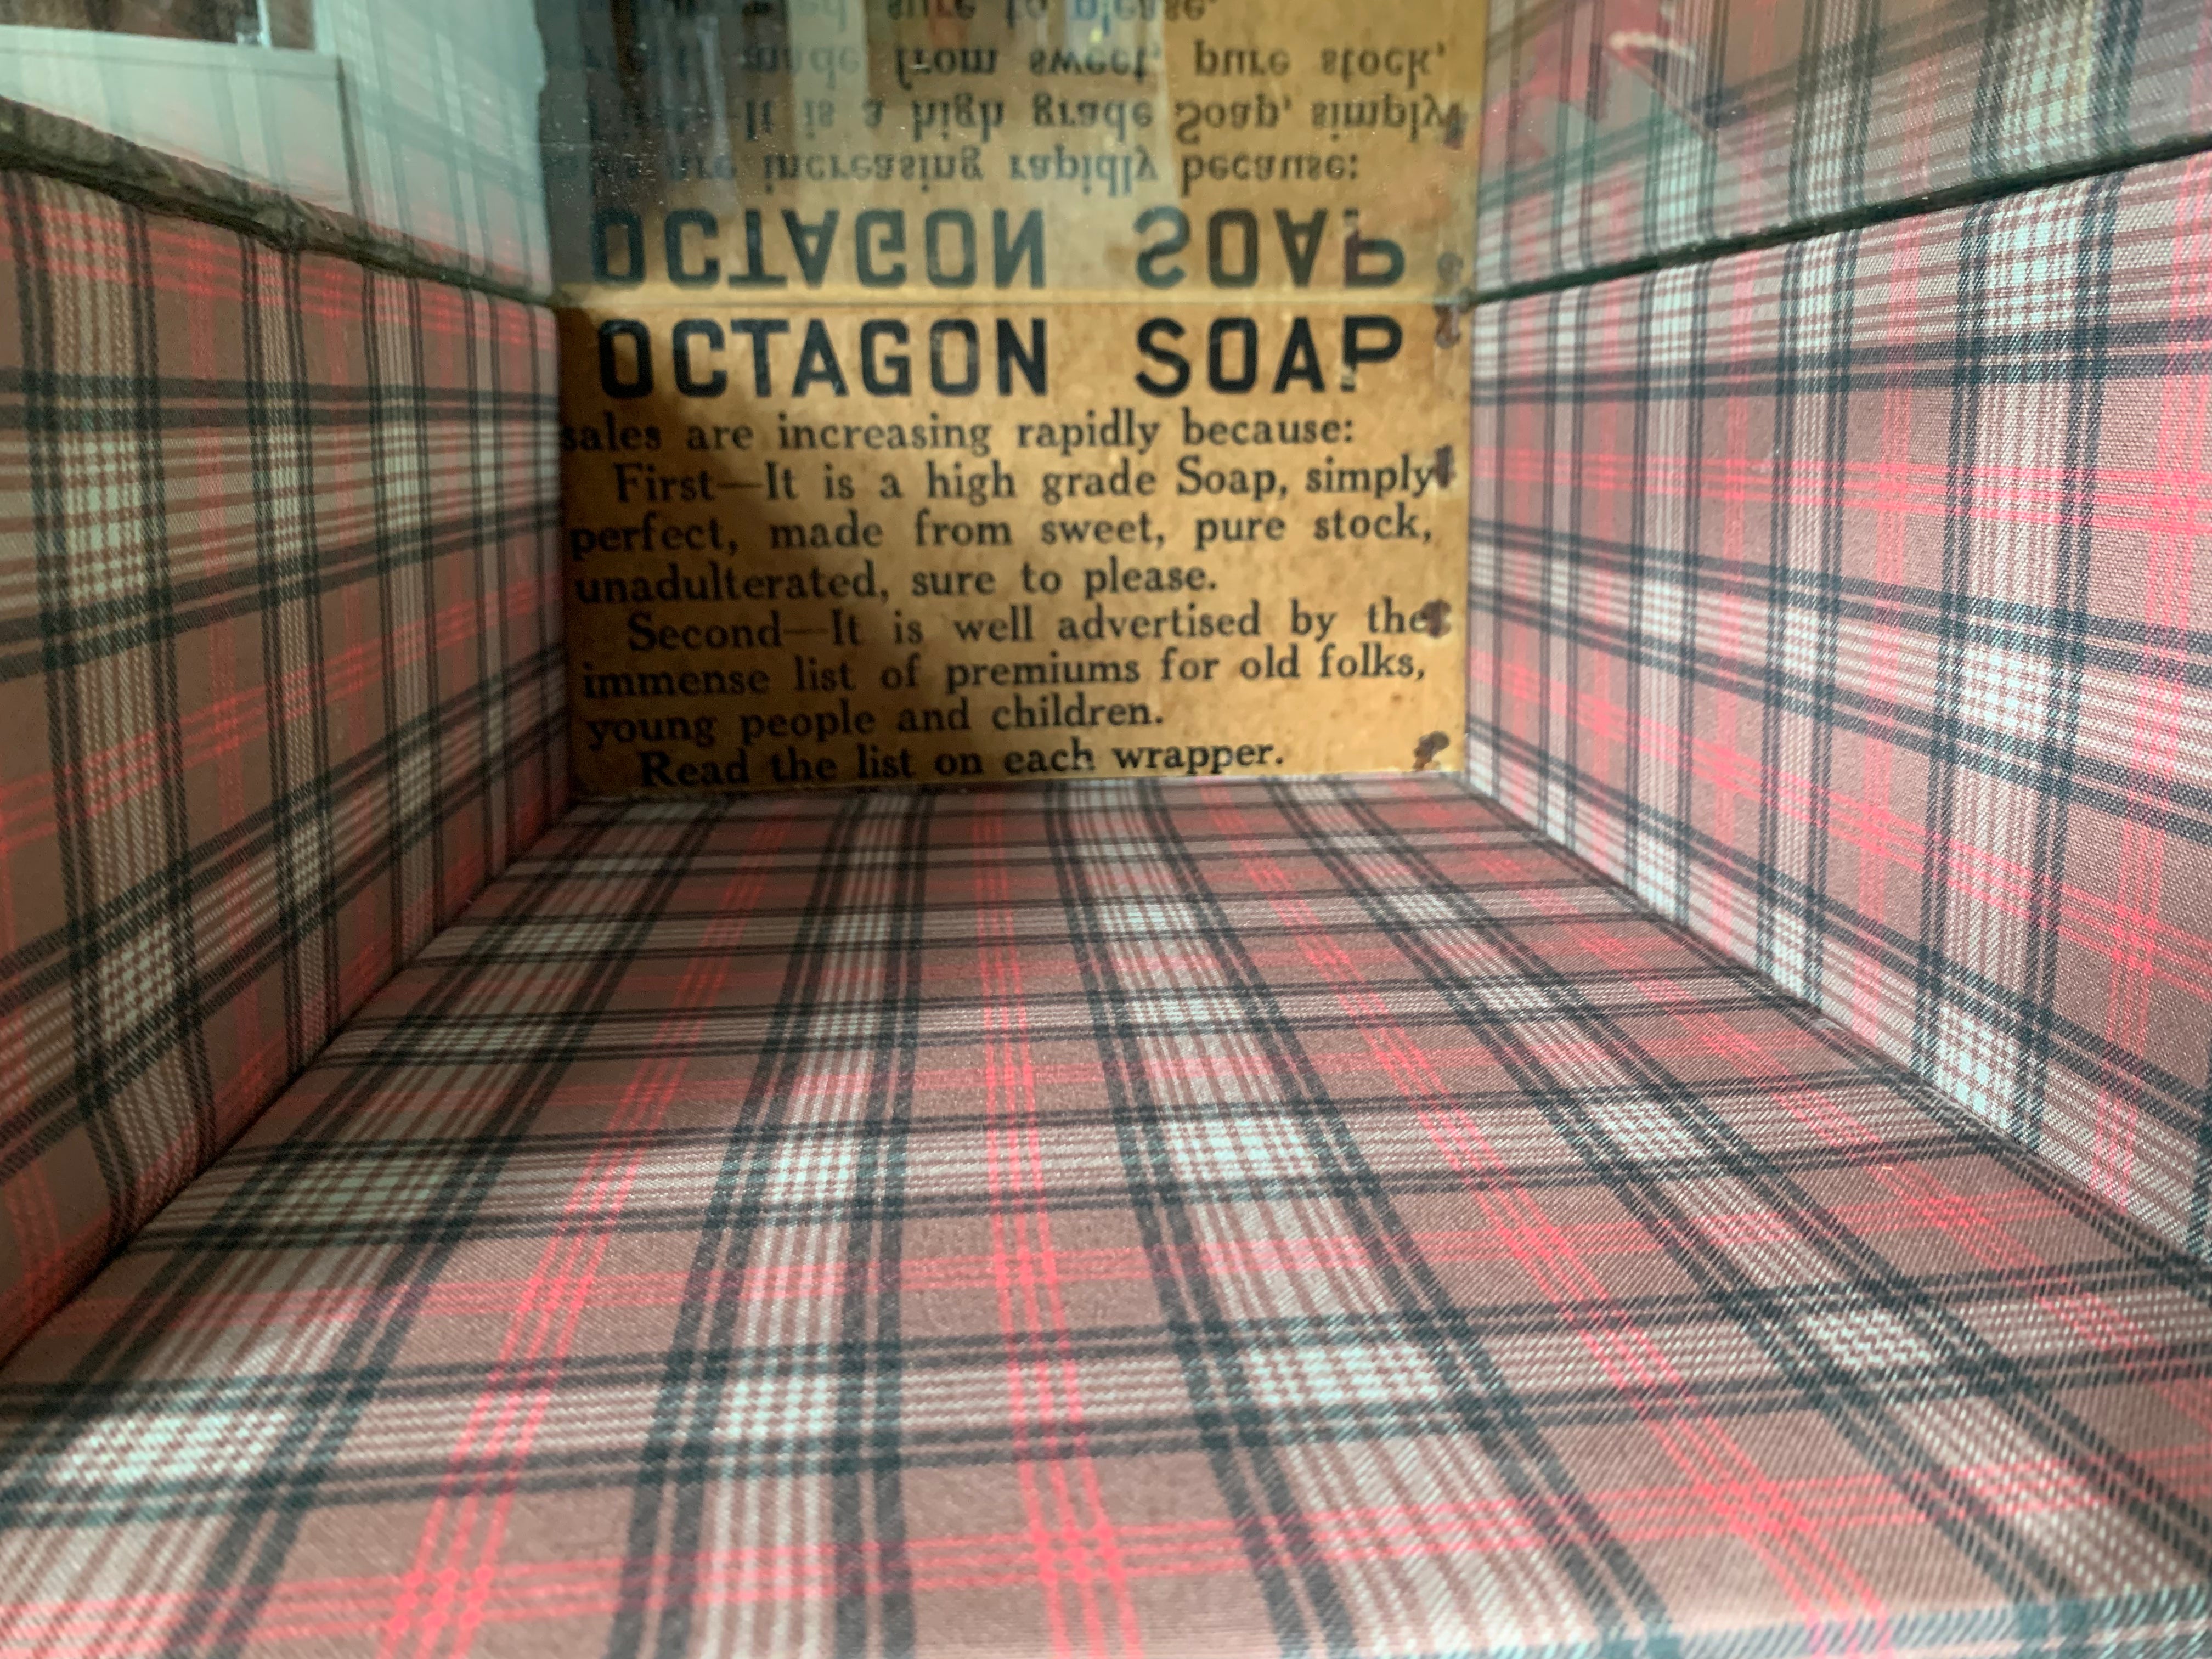 OCTAGON SOAP
sales are increasing rapidly because:
First—It is a high grade Soap, simply
perfect, made from sweet, pure stock,
unadulterated, sure to please.
Second—It is well advertised by the
immense list of premiums for old folks,
young people and children.
Read the list on each wrapper.